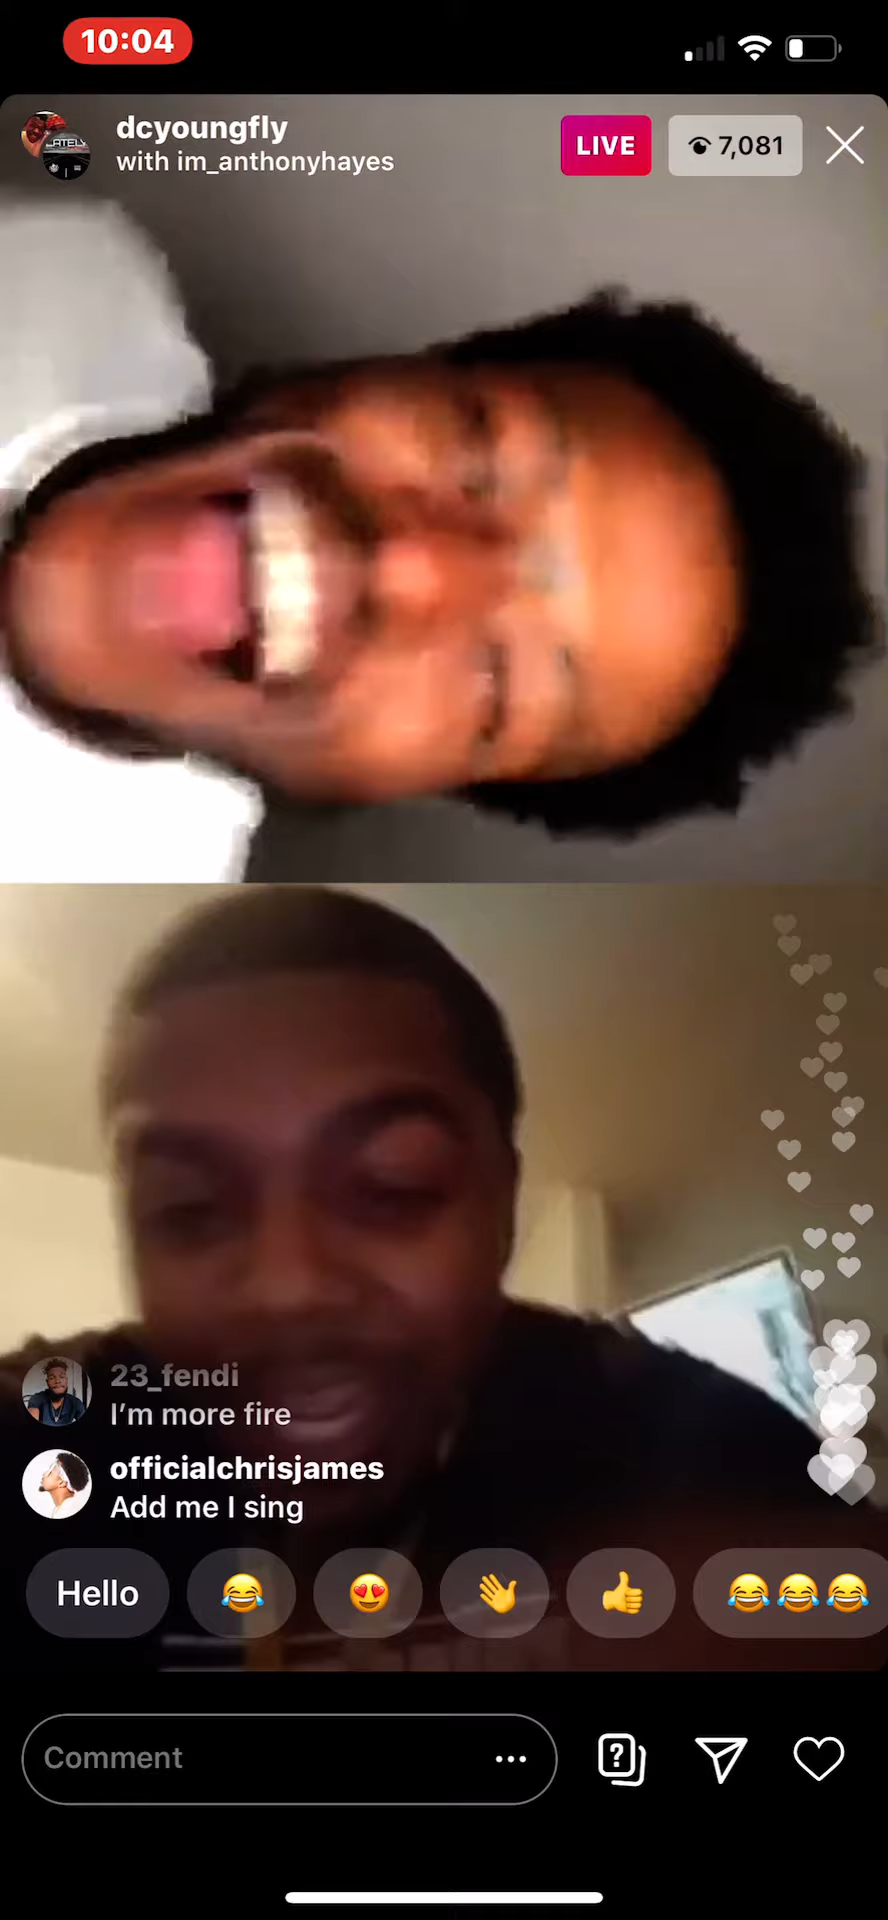 10:04
dcyoungfly
with im_anthonyhayes
LIVE
7,081
23_fendi
I'm more fire
officialchrisjames
Add me I sing
Hello
😂
😍
👋
👍
😂😂😂
Comment